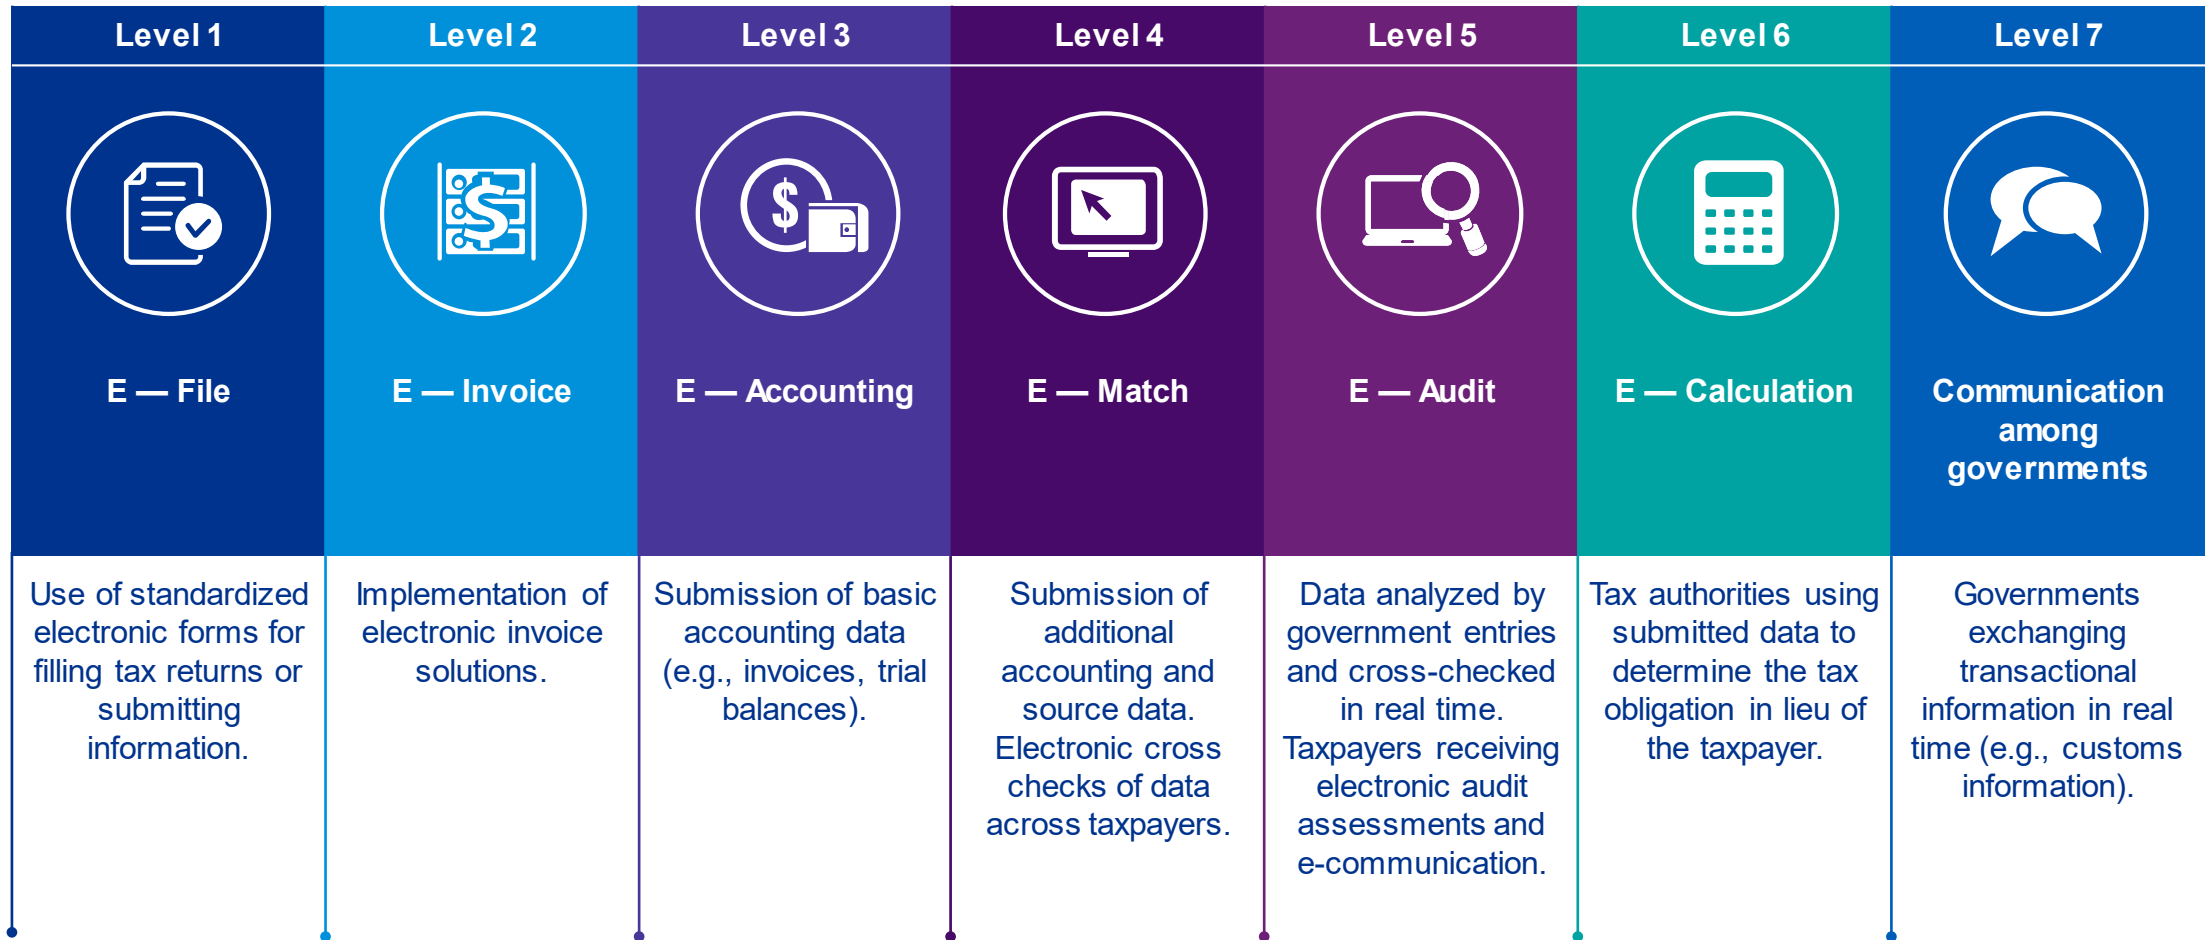 Level 1
E — File
Use of standardized
electronic forms for
filling tax returns or
submitting
information.
Level 2
E — Invoice
Implementation of
electronic invoice
solutions.
Level 3
E — Accounting
Submission of basic
accounting data
(e.g., invoices, trial
balances).
Level 4
E — Match
Submission of
additional
accounting and
source data.
Electronic cross
checks of data
across taxpayers.
Level 5
E — Audit
Data analyzed by
government entries
and cross-checked
in real time.
Taxpayers receiving
electronic audit
assessments and
e-communication.
Level 6
E — Calculation
Tax authorities using
submitted data to
determine the tax
obligation in lieu of
the taxpayer.
Level 7
Communication
among
governments
Governments
exchanging
transactional
information in real
time (e.g., customs
information).